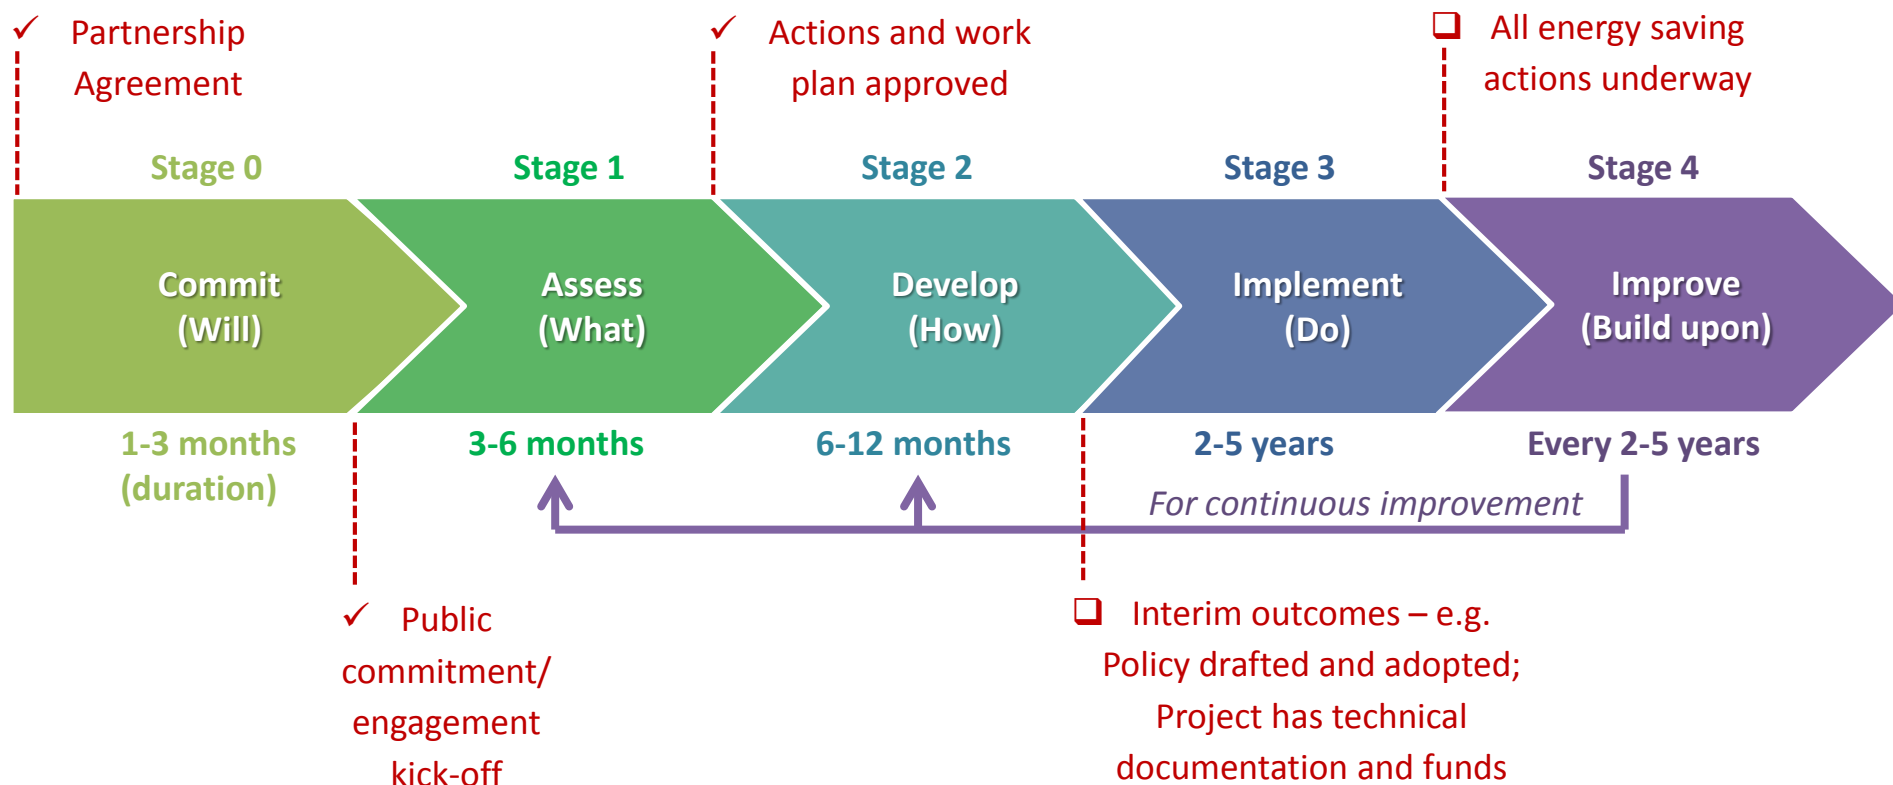 ✓ Partnership
Agreement
✓ Actions and work
plan approved
❑ All energy saving
actions underway
Stage 0
Stage 1
Stage 2
Stage 3
Stage 4
Commit
(Will)
Assess
(What)
Develop
(How)
Implement
(Do)
Improve
(Build upon)
1-3 months
(duration)
3-6 months
6-12 months
2-5 years
Every 2-5 years
For continuous improvement
✓ Public
commitment/
engagement
kick-off
❑ Interim outcomes – e.g.
Policy drafted and adopted;
Project has technical
documentation and funds